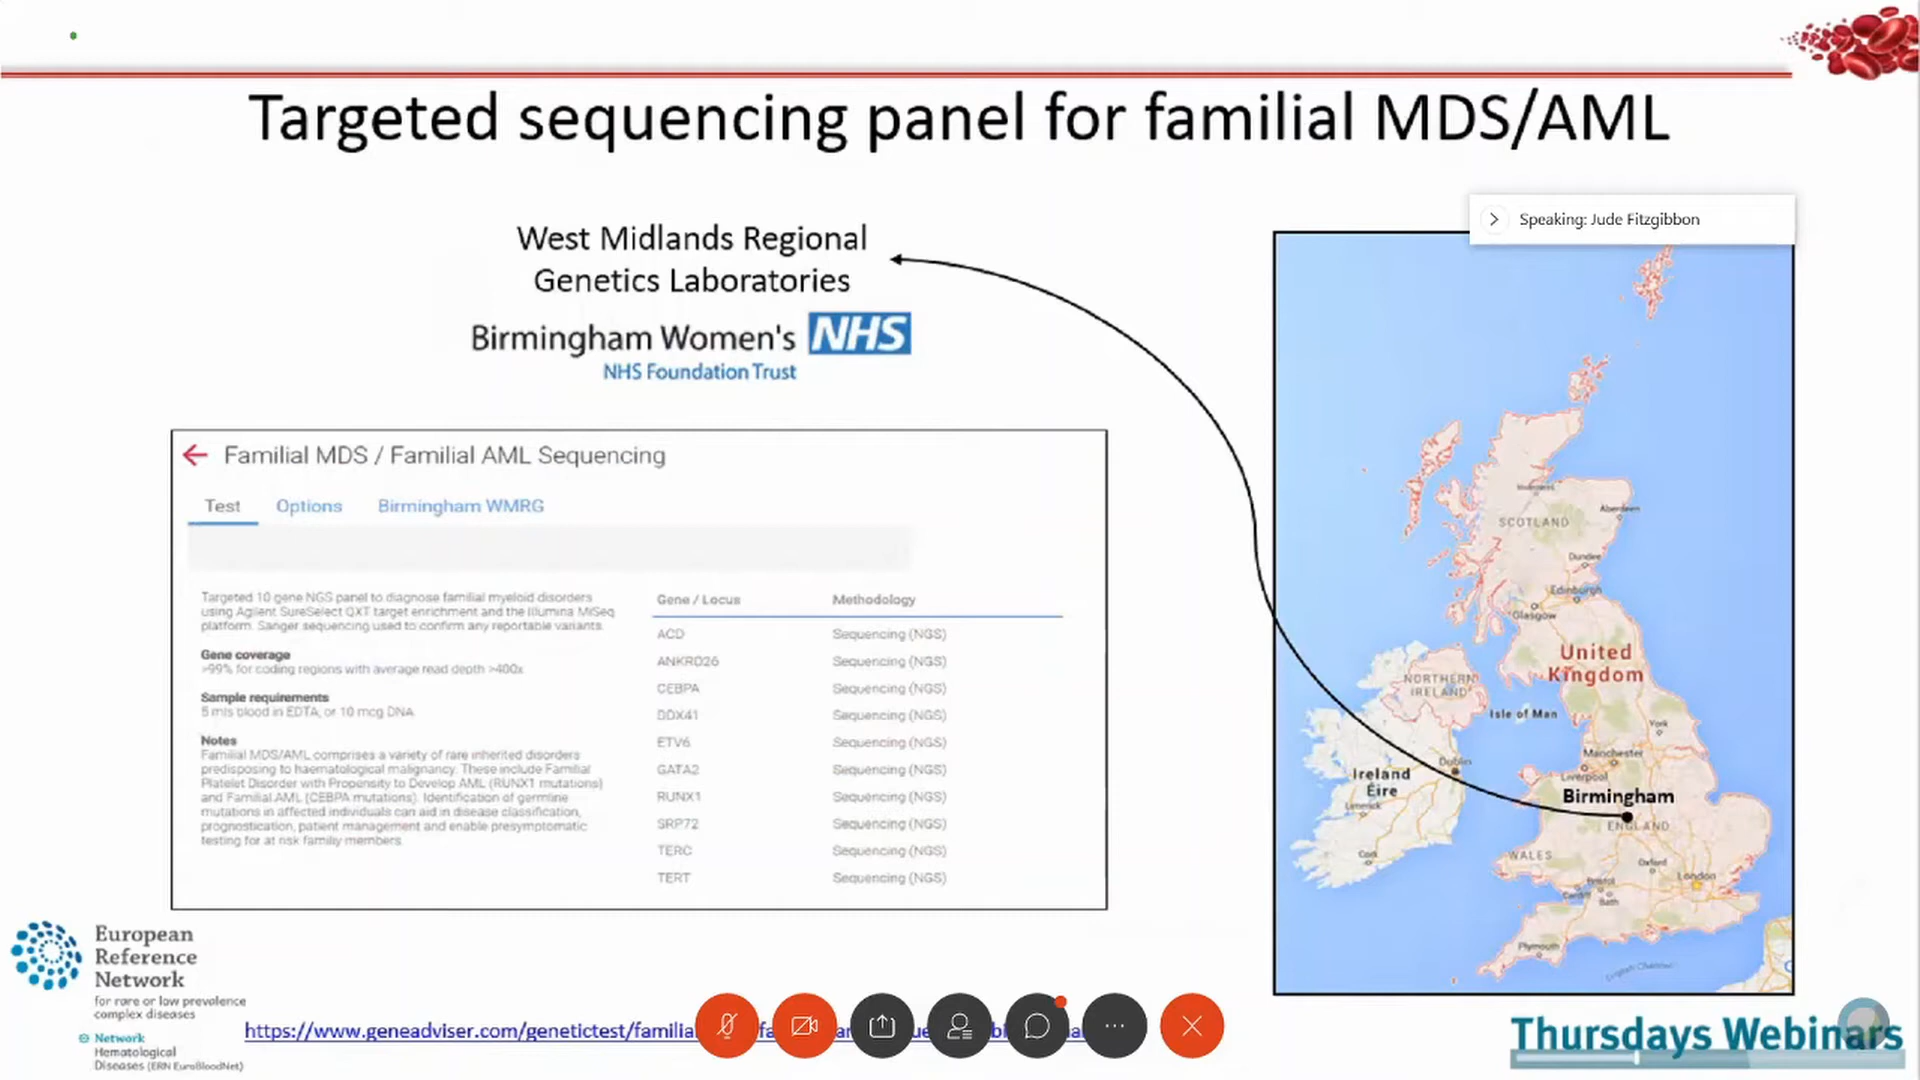 Targeted sequencing panel for familial MDS/AML
Speaking: Jude Fitzgibbon
West Midlands Regional
Genetics Laboratories
Birmingham Women's NHS
NHS Foundation Trust
Familial MDS / Familial AML Sequencing
Test Options Birmingham WMRG
Targeted 10 gene NGS panel to diagnose familial myeloid disorders
using Agilent SureSelect QXT target enrichment and the Illumina MiSeq
platform. Sanger sequencing used to confirm any reportable variants.
Gene coverage
>99% for coding regions with average read depth >400x
Sample requirements
5 mls blood in EDTA, or 10 mcg DNA
Notes
Familial MDS/AML comprises a variety of rare inherited disorders
predisposing to haematological malignancy. These include Familial
Platelet Disorder with Propensity to Develop AML (RUNX1 mutations)
and Familial AML (CEBPA mutations). Identification of germline
mutations in affected individuals can aid in disease classification,
prognostication, patient management and enable presymptomatic
testing for at risk family members.
Gene / Locus Methodology
ACD Sequencing (NGS)
ANKRD26 Sequencing (NGS)
CEBPA Sequencing (NGS)
DDX41 Sequencing (NGS)
ETV6 Sequencing (NGS)
GATA2 Sequencing (NGS)
RUNX1 Sequencing (NGS)
SRP72 Sequencing (NGS)
TERC Sequencing (NGS)
TERT Sequencing (NGS)
Inverness
Aberdeen
SCOTLAND
Dundee
Edinburgh
Glasgow
United
Kingdom
NORTHERN
IRELAND
Isle of Man
York
Manchester
Dublin
Liverpool
Ireland
Éire
Birmingham
Limerick
ENGLAND
Cork
WALES
Oxford
London
Bristol
Cardiff
Bath
Plymouth
English Channel
European
Reference
Network
for rare or low prevalence
complex diseases
Network
Hematological
Diseases (ERN EuroBloodNet)
https://www.geneadviser.com/genetictest/familia
Thursdays Webinars